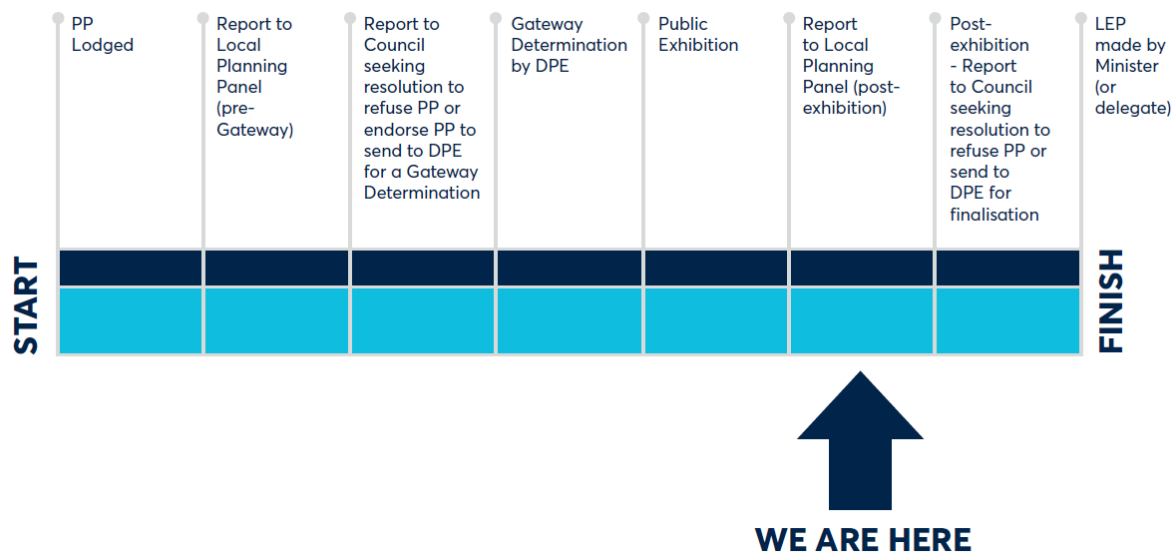 PP
Lodged
Report to
Local
Planning
Panel
(pre-
Gateway)
Report to
Council
seeking
resolution to
refuse PP or
endorse PP to
send to DPE
for a Gateway
Determination
Gateway
Determination
by DPE
Public
Exhibition
Report
to Local
Planning
Panel (post-
exhibition)
Post-
exhibition
- Report
to Council
seeking
resolution to
refuse PP or
send to
DPE for
finalisation
LEP
made by
Minister
(or
delegate)
START
FINISH
WE ARE HERE